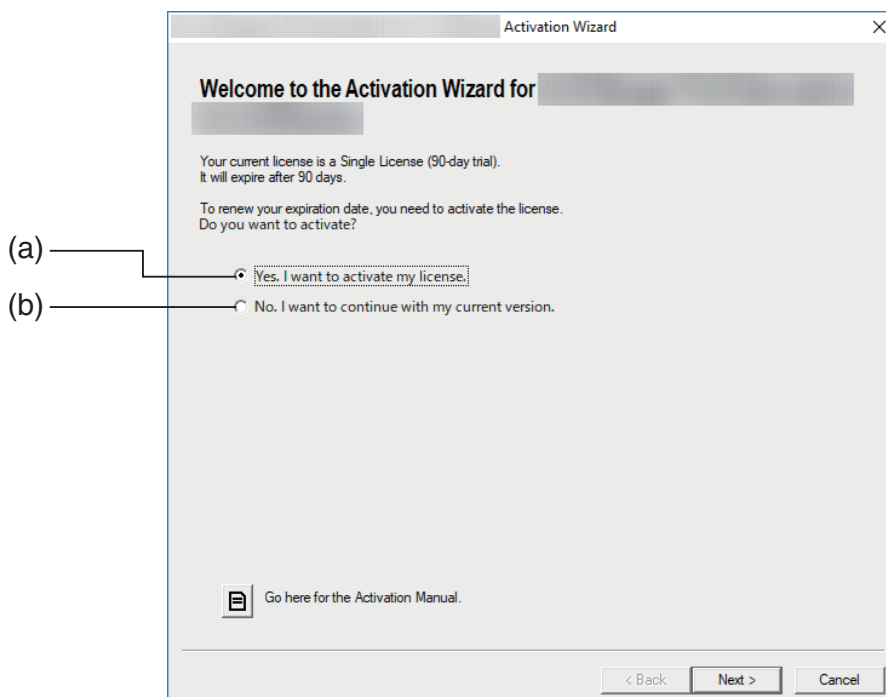 Activation Wizard
Welcome to the Activation Wizard for
Your current license is a Single License (90-day trial).
It will expire after 90 days.
To renew your expiration date, you need to activate the license.
Do you want to activate?
(a)
Yes. I want to activate my license.
(b)
No. I want to continue with my current version.
Go here for the Activation Manual.
< Back
Next >
Cancel